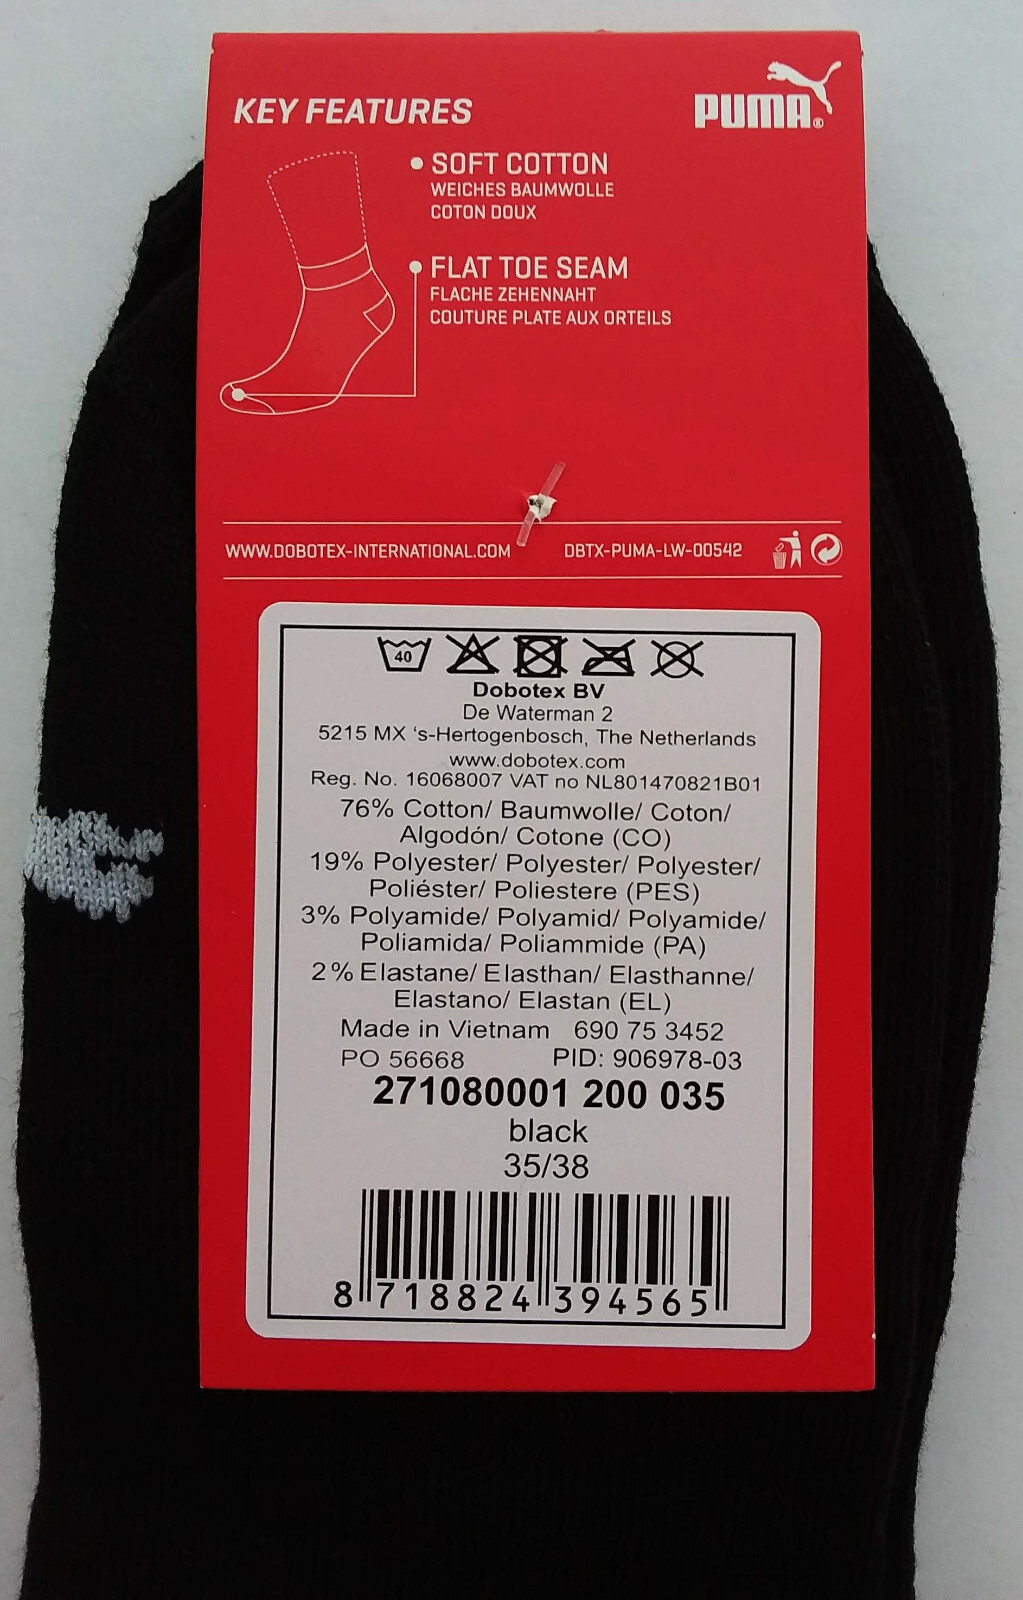 KEY FEATURES
PUMA®
• SOFT COTTON
WEICHES BAUMWOLLE
COTON DOUX
FLAT TOE SEAM
FLACHE ZEHENNAHT
COUTURE PLATE AUX ORTEILS
WWW.DOBOTEX-INTERNATIONAL.COM DBTX-PUMA-LW-00542
40
Dobotex BV
De Waterman 2
5215 MX 's-Hertogenbosch, The Netherlands
www.dobotex.com
Reg. No. 16068007 VAT no NL801470821B01
76% Cotton/ Baumwolle/ Coton/
Algodón/ Cotone (CO)
19% Polyester/ Polyester/ Polyester/
Poliéster/ Poliestere (PES)
3% Polyamide/ Polyamid/ Polyamide/
Poliamida/ Poliammide (PA)
2% Elastane/ Elasthan/ Elasthanne/
Elastano/ Elastan (EL)
Made in Vietnam 690 75 3452
PO 56668 PID: 906978-03
271080001 200 035
black
35/38
8 718824 394565